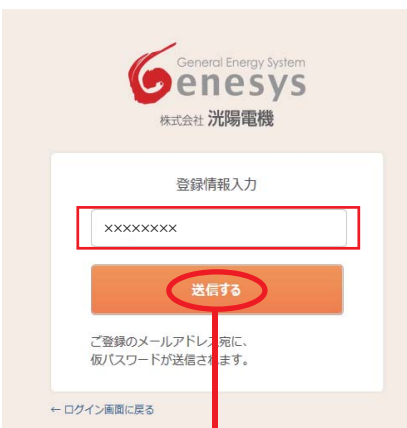 General Energy System
Genesys
株式会社 洸陽電機
登録情報入力
××××××××
送信する
ご登録のメールアドレス宛に、
仮パスワードが送信されます。
← ログイン画面に戻る